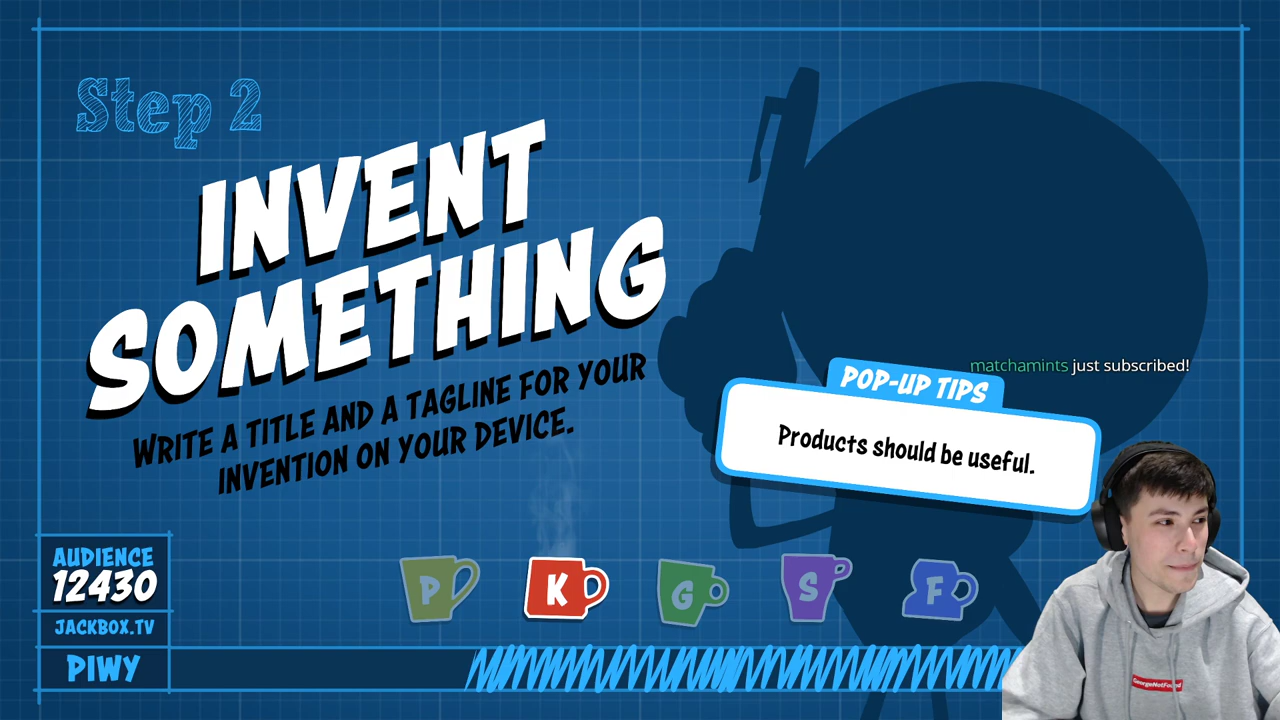 Step 2
INVENT
SOMETHING
WRITE A TITLE AND A TAGLINE FOR YOUR
INVENTION ON YOUR DEVICE.
matchamints just subscribed!
POP-UP TIPS
Products should be useful.
P K G S F
AUDIENCE
12430
JACKBOX.TV
PIWY
GeorgeNotFound